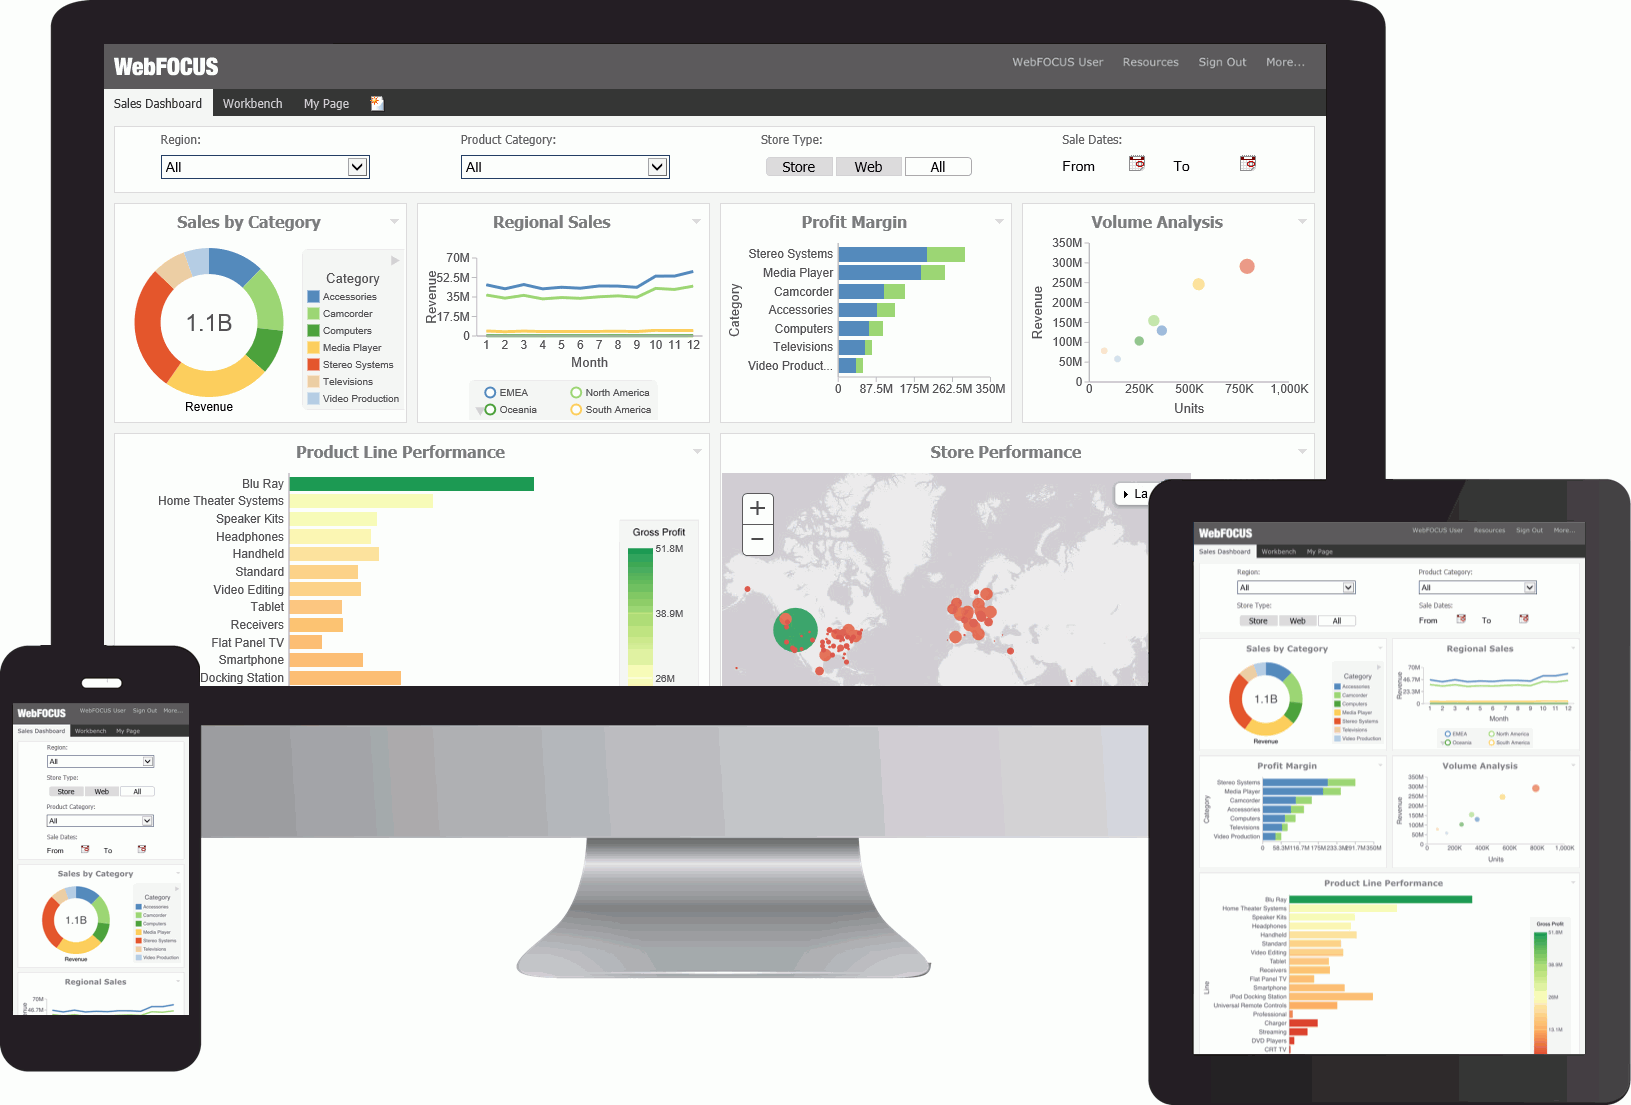 WebFOCUS
WebFOCUS User Resources Sign Out More...
Sales Dashboard Workbench My Page
Region: Product Category: Store Type: Sale Dates:
All All Store Web All From To
Sales by Category
1.1B
Revenue
Category
Accessories
Camcorder
Computers
Media Player
Stereo Systems
Televisions
Video Production
Regional Sales
Revenue
70M
52.5M
35M
17.5M
0
1 2 3 4 5 6 7 8 9 10 11 12
Month
EMEA North America
Oceania South America
Profit Margin
Category
Stereo Systems
Media Player
Camcorder
Accessories
Computers
Televisions
Video Product...
0 87.5M 175M 262.5M 350M
Volume Analysis
Revenue
350M
300M
250M
200M
150M
100M
50M
0
0 250K 500K 750K 1,000K
Units
Product Line Performance
Blu Ray
Home Theater Systems
Speaker Kits
Headphones
Handheld
Standard
Video Editing
Tablet
Receivers
Flat Panel TV
Smartphone
Docking Station
Gross Profit
51.8M
38.9M
26M
Store Performance
+
−
La
WebFOCUS
WebFOCUS User Sign Out More...
Sales Dashboard Workbench My Page
Region:
All
Store Type:
Store Web All
Product Category:
All
Sale Dates:
From To
Sales by Category
1.1B
Revenue
Category
Accessories
Camcorder
Computers
Media Player
Stereo Systems
Televisions
Video Production
Regional Sales
70M
46.7M
WebFOCUS
WebFOCUS User Resources Sign Out More...
Sales Dashboard Workbench My Page
Region: Product Category:
All All
Store Type: Sale Dates:
Store Web All From To
Sales by Category
1.1B
Revenue
Category
Accessories
Camcorder
Computers
Media Player
Stereo Systems
Televisions
Video Production
Regional Sales
Revenue
70M
46.7M
23.3M
0
1 2 3 4 5 6 7 8 9 10 11 12
Month
EMEA North America
Oceania South America
Profit Margin
Category
Stereo Systems
Media Player
Camcorder
Accessories
Computers
Televisions
Video Production
0 58.3M 116.7M 175M 233.3M 291.7M 350M
Volume Analysis
Revenue
350M
300M
250M
200M
150M
100M
50M
0
0 200K 400K 600K 800K 1,000K
Units
Product Line Performance
Line
Blu Ray
Home Theater Systems
Speaker Kits
Headphones
Handheld
Standard
Video Editing
Tablet
Receivers
Flat Panel TV
Smartphone
IPod Docking Station
Universal Remote Controls
Professional
Charger
Streaming
DVD Players
CRT TV
Gross Profit
51.8M
38.9M
26M
13.1M